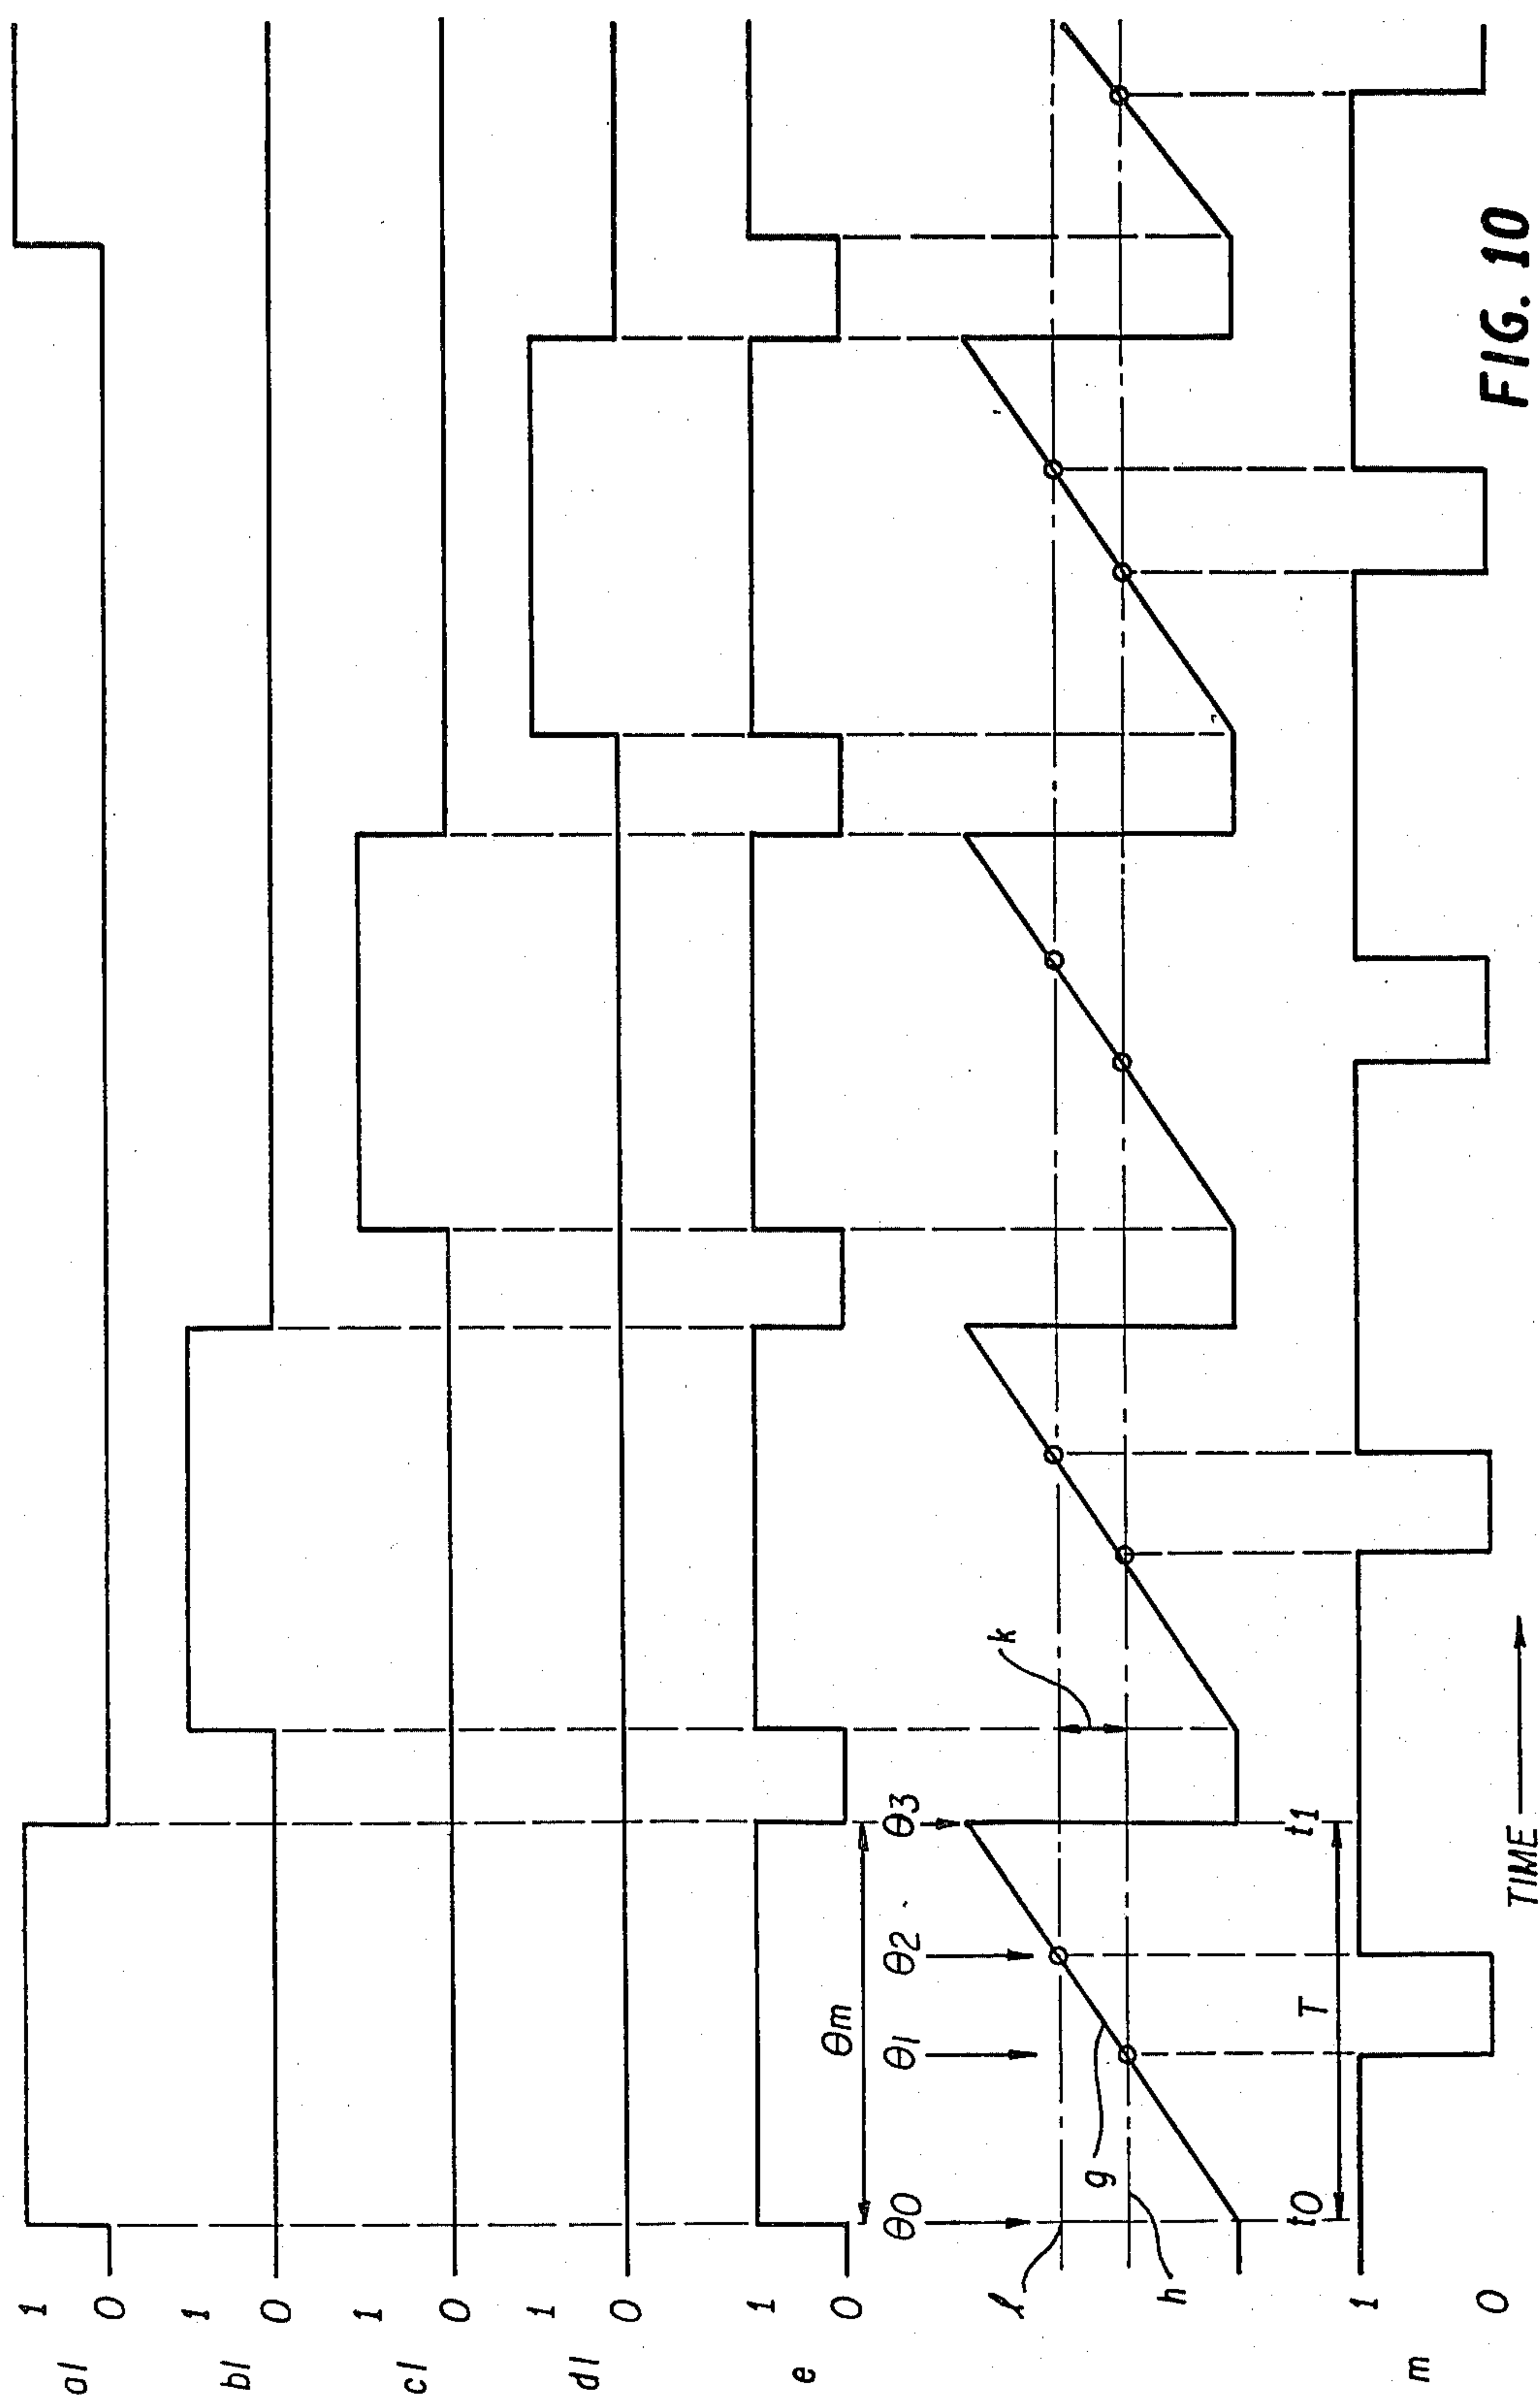 a1 1
0
b1 1
0
c1 1
0
d1 1
0
e 1
0
θm
θ0 θ1 θ2 θ3
l
k
g
h
t0 T t1
m 1
0
TIME
FIG. 10